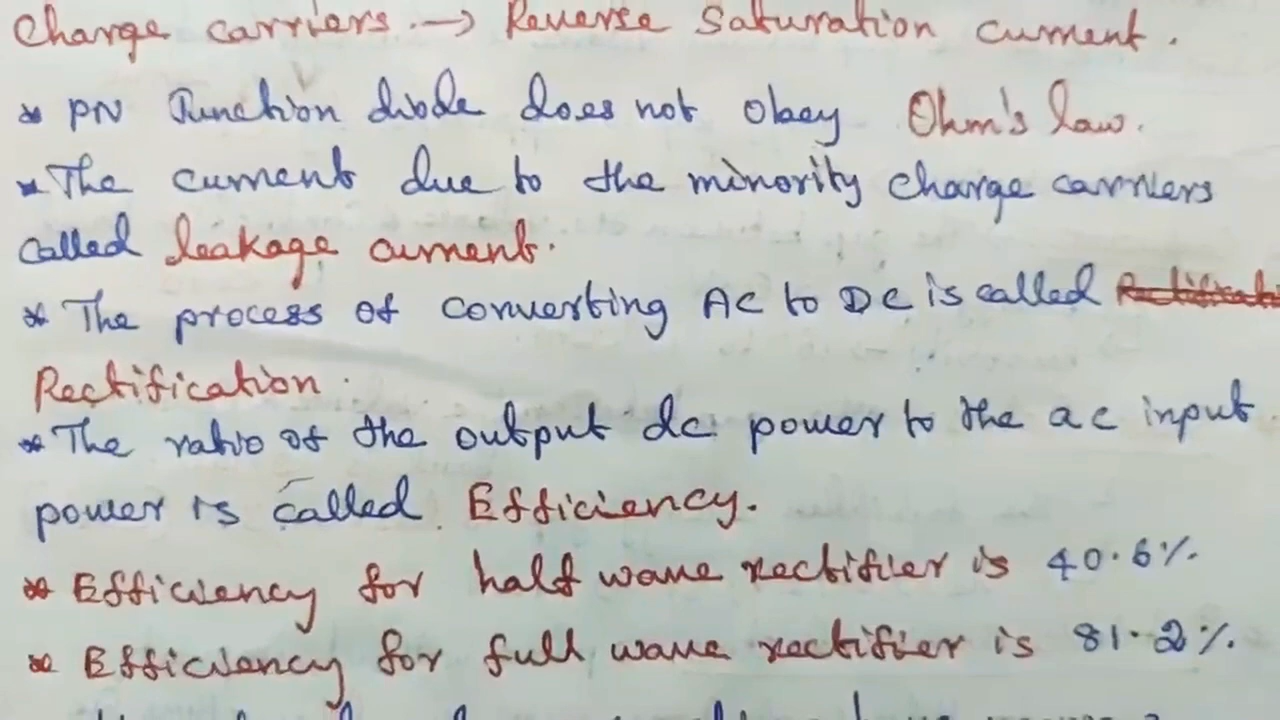 Charge carriers. → Reverse Saturation current.
* PN Junction diode does not obey Ohm's law.
* The current due to the minority charge carriers
called leakage current.
* The process of converting AC to DC is called
Rectification.
* The ratio of the output dc power to the ac input
power is called Efficiency.
* Efficiency for half wave rectifier is 40.6%.
* Efficiency for full wave rectifier is 81.2%.